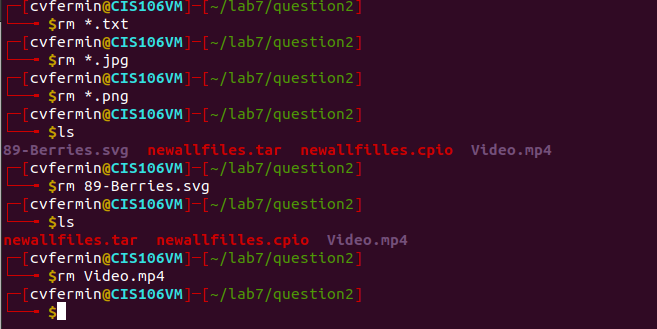 ┌─[cvfermin@CIS106VM]─[~/lab7/question2]
└──╼ $rm *.txt
┌─[cvfermin@CIS106VM]─[~/lab7/question2]
└──╼ $rm *.jpg
┌─[cvfermin@CIS106VM]─[~/lab7/question2]
└──╼ $rm *.png
┌─[cvfermin@CIS106VM]─[~/lab7/question2]
└──╼ $ls
89-Berries.svg  newallfiles.tar  newallfilles.cpio  Video.mp4
┌─[cvfermin@CIS106VM]─[~/lab7/question2]
└──╼ $rm 89-Berries.svg
┌─[cvfermin@CIS106VM]─[~/lab7/question2]
└──╼ $ls
newallfiles.tar  newallfilles.cpio  Video.mp4
┌─[cvfermin@CIS106VM]─[~/lab7/question2]
└──╼ $rm Video.mp4
┌─[cvfermin@CIS106VM]─[~/lab7/question2]
└──╼ $